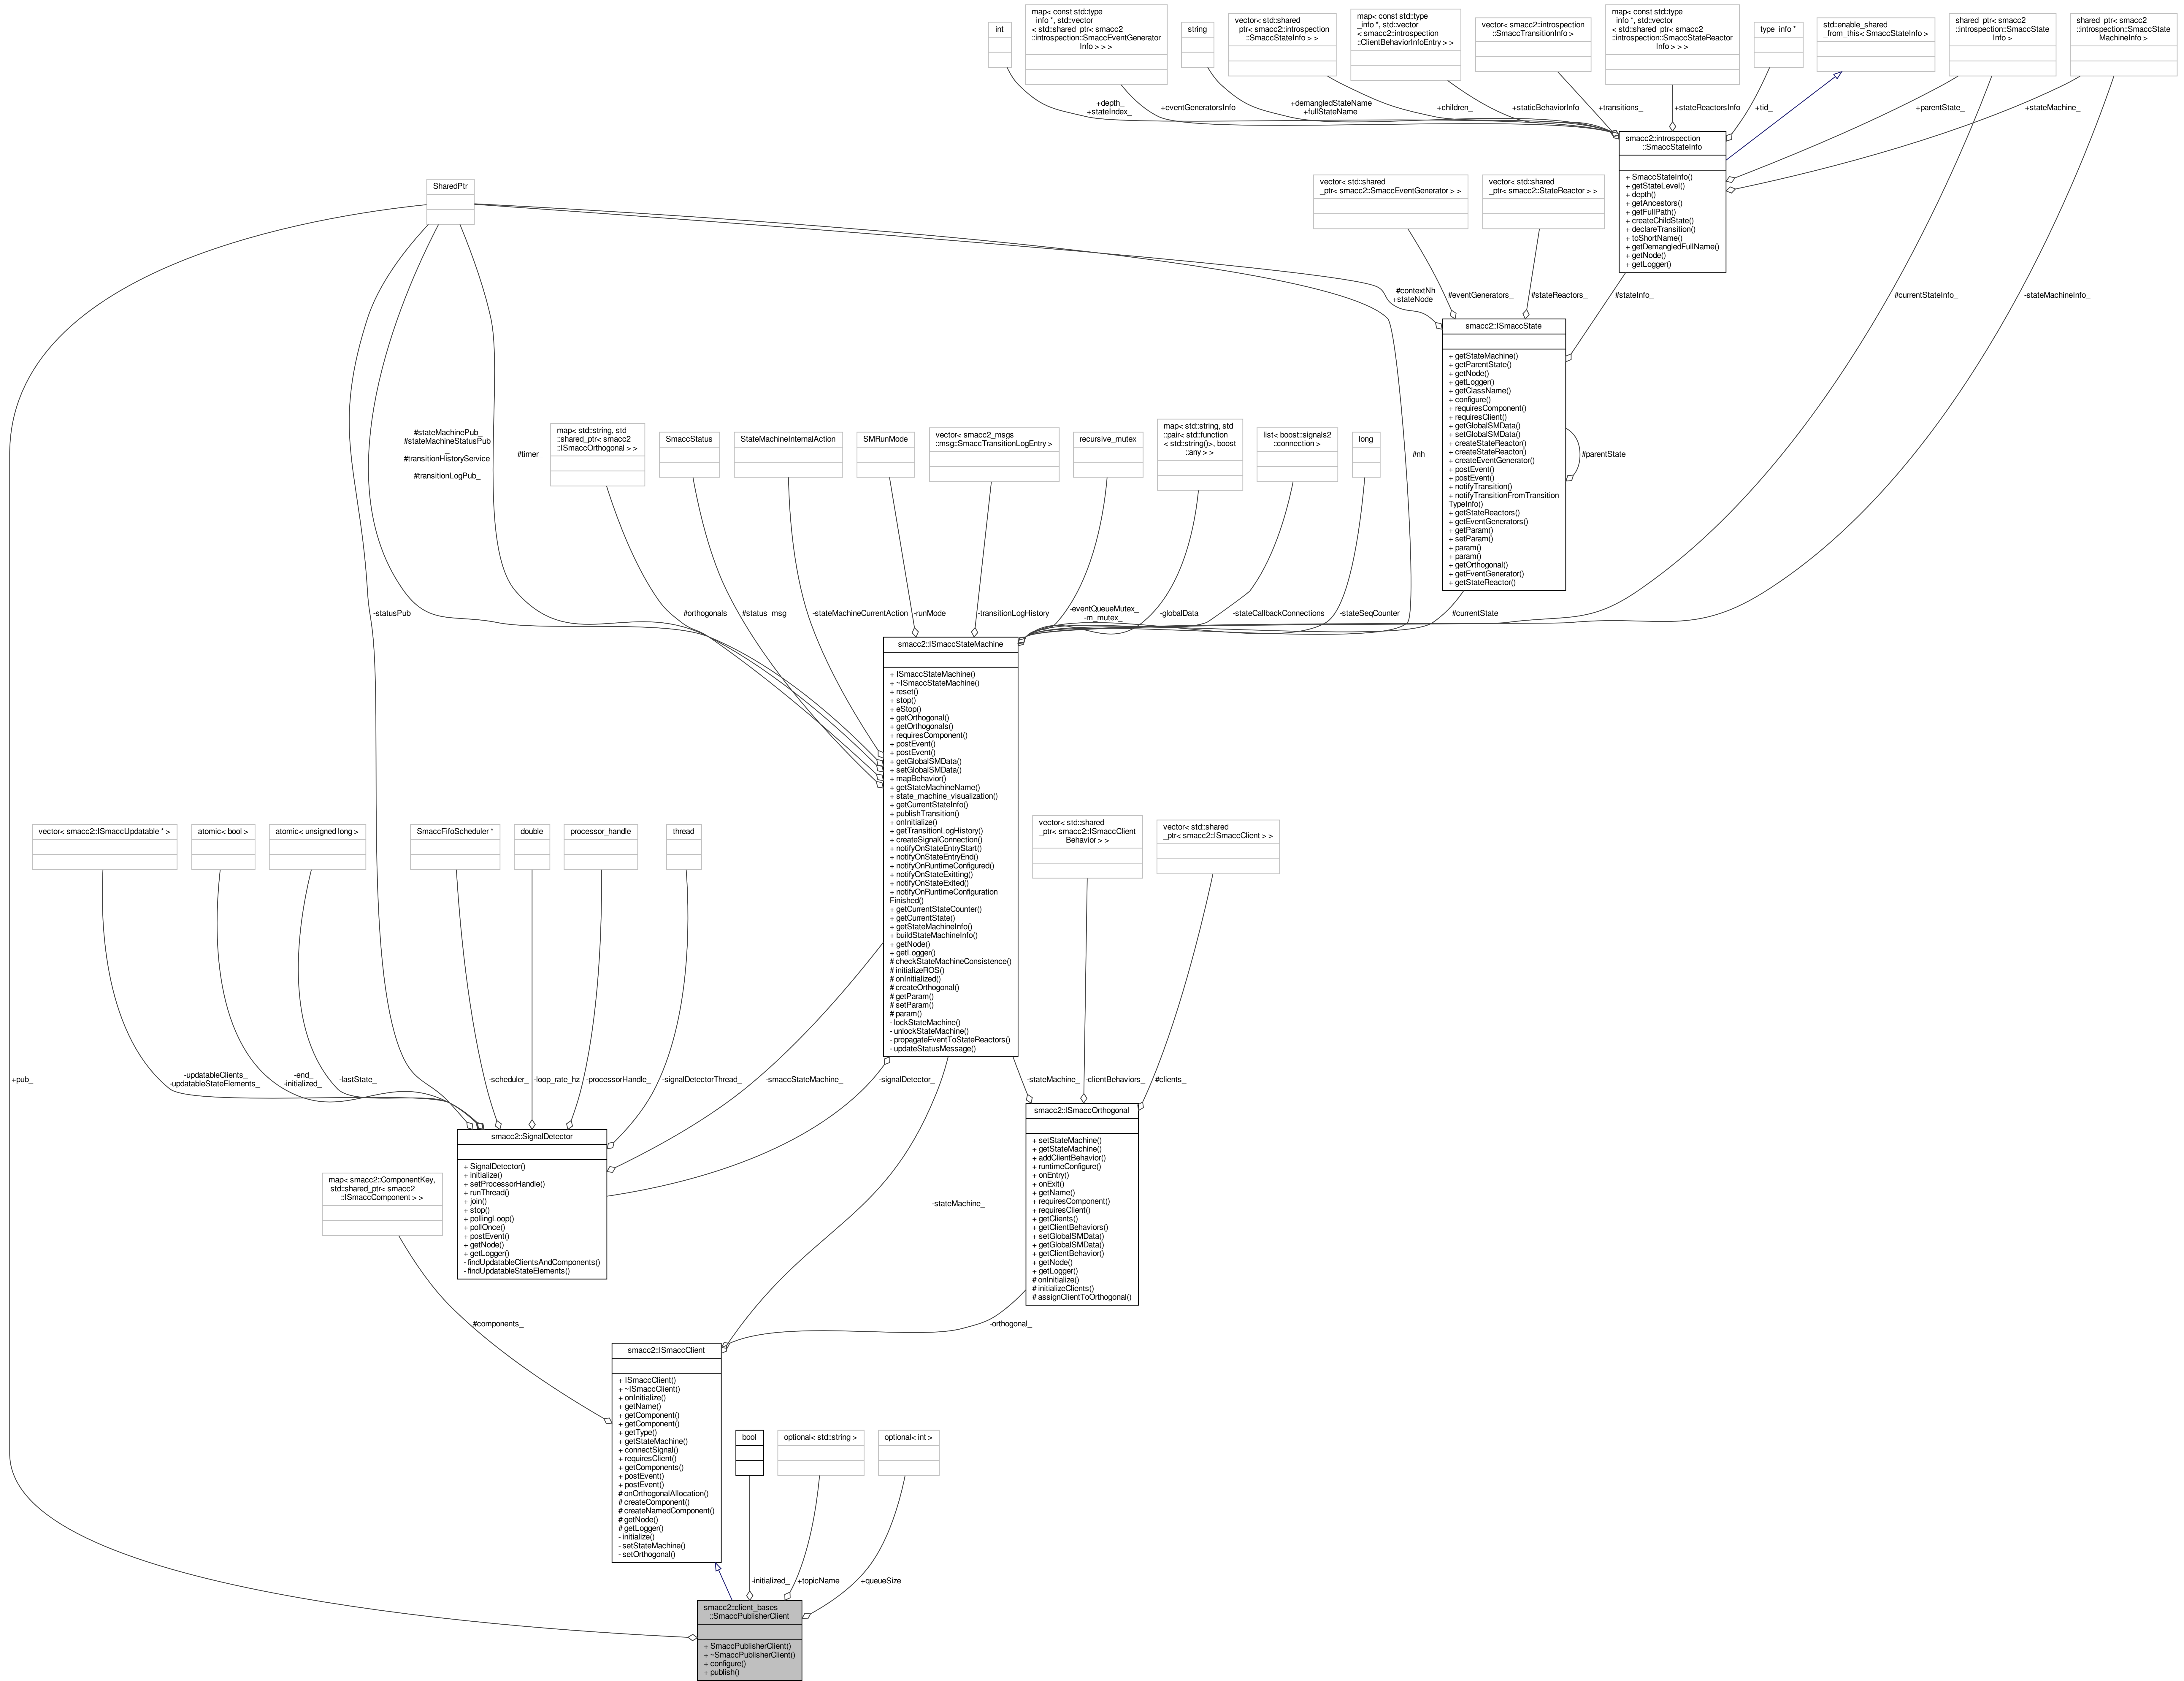 int
map< const std::type
_info *, std::vector
< std::shared_ptr< smacc2
::introspection::SmaccEventGenerator
Info > > >
string
vector< std::shared
_ptr< smacc2::introspection
::SmaccStateInfo > >
map< const std::type
_info *, std::vector
< smacc2::introspection
::ClientBehaviorInfoEntry > >
vector< smacc2::introspection
::SmaccTransitionInfo >
map< const std::type
_info *, std::vector
< std::shared_ptr< smacc2
::introspection::SmaccStateReactor
Info > > >
type_info *
std::enable_shared
_from_this< SmaccStateInfo >
shared_ptr< smacc2
::introspection::SmaccState
Info >
shared_ptr< smacc2
::introspection::SmaccState
MachineInfo >
+depth_
+stateIndex_
+eventGeneratorsInfo
+demangledStateName
+fullStateName
+children_
+staticBehaviorInfo
+transitions_
+stateReactorsInfo
+tid_
+parentState_
+stateMachine_
smacc2::introspection
::SmaccStateInfo
+ SmaccStateInfo()
+ getStateLevel()
+ depth()
+ getAncestors()
+ getFullPath()
+ createChildState()
+ declareTransition()
+ toShortName()
+ getDemangledFullName()
+ getNode()
+ getLogger()
SharedPtr
vector< std::shared
_ptr< smacc2::SmaccEventGenerator > >
vector< std::shared
_ptr< smacc2::StateReactor > >
#contextNh
+stateNode_
#eventGenerators_
#stateReactors_
#stateInfo_
#currentStateInfo_
-stateMachineInfo_
smacc2::ISmaccState
+ getStateMachine()
+ getParentState()
+ getNode()
+ getLogger()
+ getClassName()
+ configure()
+ requiresComponent()
+ requiresClient()
+ getGlobalSMData()
+ setGlobalSMData()
+ createStateReactor()
+ createStateReactor()
+ createEventGenerator()
+ postEvent()
+ postEvent()
+ notifyTransition()
+ notifyTransitionFromTransition
TypeInfo()
+ getStateReactors()
+ getEventGenerators()
+ getParam()
+ setParam()
+ param()
+ param()
+ getOrthogonal()
+ getEventGenerator()
+ getStateReactor()
#parentState_
#stateMachinePub_
#stateMachineStatusPub
_
#transitionHistoryService
_
#transitionLogPub_
#timer_
map< std::string, std
::shared_ptr< smacc2
::ISmaccOrthogonal > >
SmaccStatus
StateMachineInternalAction
SMRunMode
vector< smacc2_msgs
::msg::SmaccTransitionLogEntry >
recursive_mutex
map< std::string, std
::pair< std::function
< std::string()>, boost
::any > >
list< boost::signals2
::connection >
long
#nh_
-statusPub_
#orthogonals_
#status_msg_
-stateMachineCurrentAction
-runMode_
-transitionLogHistory_
-eventQueueMutex_
-m_mutex_
-globalData_
-stateCallbackConnections
-stateSeqCounter_
#currentState_
smacc2::ISmaccStateMachine
+ ISmaccStateMachine()
+ ~ISmaccStateMachine()
+ reset()
+ stop()
+ eStop()
+ getOrthogonal()
+ getOrthogonals()
+ requiresComponent()
+ postEvent()
+ postEvent()
+ getGlobalSMData()
+ setGlobalSMData()
+ mapBehavior()
+ getStateMachineName()
+ state_machine_visualization()
+ getCurrentStateInfo()
+ publishTransition()
+ onInitialize()
+ getTransitionLogHistory()
+ createSignalConnection()
+ notifyOnStateEntryStart()
+ notifyOnStateEntryEnd()
+ notifyOnRuntimeConfigured()
+ notifyOnStateExitting()
+ notifyOnStateExited()
+ notifyOnRuntimeConfiguration
Finished()
+ getCurrentStateCounter()
+ getCurrentState()
+ getStateMachineInfo()
+ buildStateMachineInfo()
+ getNode()
+ getLogger()
# checkStateMachineConsistence()
# initializeROS()
# onInitialized()
# createOrthogonal()
# getParam()
# setParam()
# param()
- lockStateMachine()
- unlockStateMachine()
- propagateEventToStateReactors()
- updateStatusMessage()
vector< smacc2::ISmaccUpdatable * >
atomic< bool >
atomic< unsigned long >
SmaccFifoScheduler *
double
processor_handle
thread
vector< std::shared
_ptr< smacc2::ISmaccClient
Behavior > >
vector< std::shared
_ptr< smacc2::ISmaccClient > >
+pub_
-updatableClients_
-updatableStateElements_
-end_
-initialized_
-lastState_
-scheduler_
-loop_rate_hz
-processorHandle_
-signalDetectorThread_
-smaccStateMachine_
-signalDetector_
-stateMachine_
-clientBehaviors_
#clients_
smacc2::SignalDetector
+ SignalDetector()
+ initialize()
+ setProcessorHandle()
+ runThread()
+ join()
+ stop()
+ pollingLoop()
+ pollOnce()
+ postEvent()
+ getNode()
+ getLogger()
- findUpdatableClientsAndComponents()
- findUpdatableStateElements()
smacc2::ISmaccOrthogonal
+ setStateMachine()
+ getStateMachine()
+ addClientBehavior()
+ runtimeConfigure()
+ onEntry()
+ onExit()
+ getName()
+ requiresComponent()
+ requiresClient()
+ getClients()
+ getClientBehaviors()
+ setGlobalSMData()
+ getGlobalSMData()
+ getClientBehavior()
+ getNode()
+ getLogger()
# onInitialize()
# initializeClients()
# assignClientToOrthogonal()
map< smacc2::ComponentKey,
std::shared_ptr< smacc2
::ISmaccComponent > >
-stateMachine_
#components_
-orthogonal_
smacc2::ISmaccClient
+ ISmaccClient()
+ ~ISmaccClient()
+ onInitialize()
+ getName()
+ getComponent()
+ getComponent()
+ getType()
+ getStateMachine()
+ connectSignal()
+ requiresClient()
+ getComponents()
+ postEvent()
+ postEvent()
# onOrthogonalAllocation()
# createComponent()
# createNamedComponent()
# getNode()
# getLogger()
- initialize()
- setStateMachine()
- setOrthogonal()
bool
optional< std::string >
optional< int >
-initialized_
+topicName
+queueSize
smacc2::client_bases
::SmaccPublisherClient
+ SmaccPublisherClient()
+ ~SmaccPublisherClient()
+ configure()
+ publish()